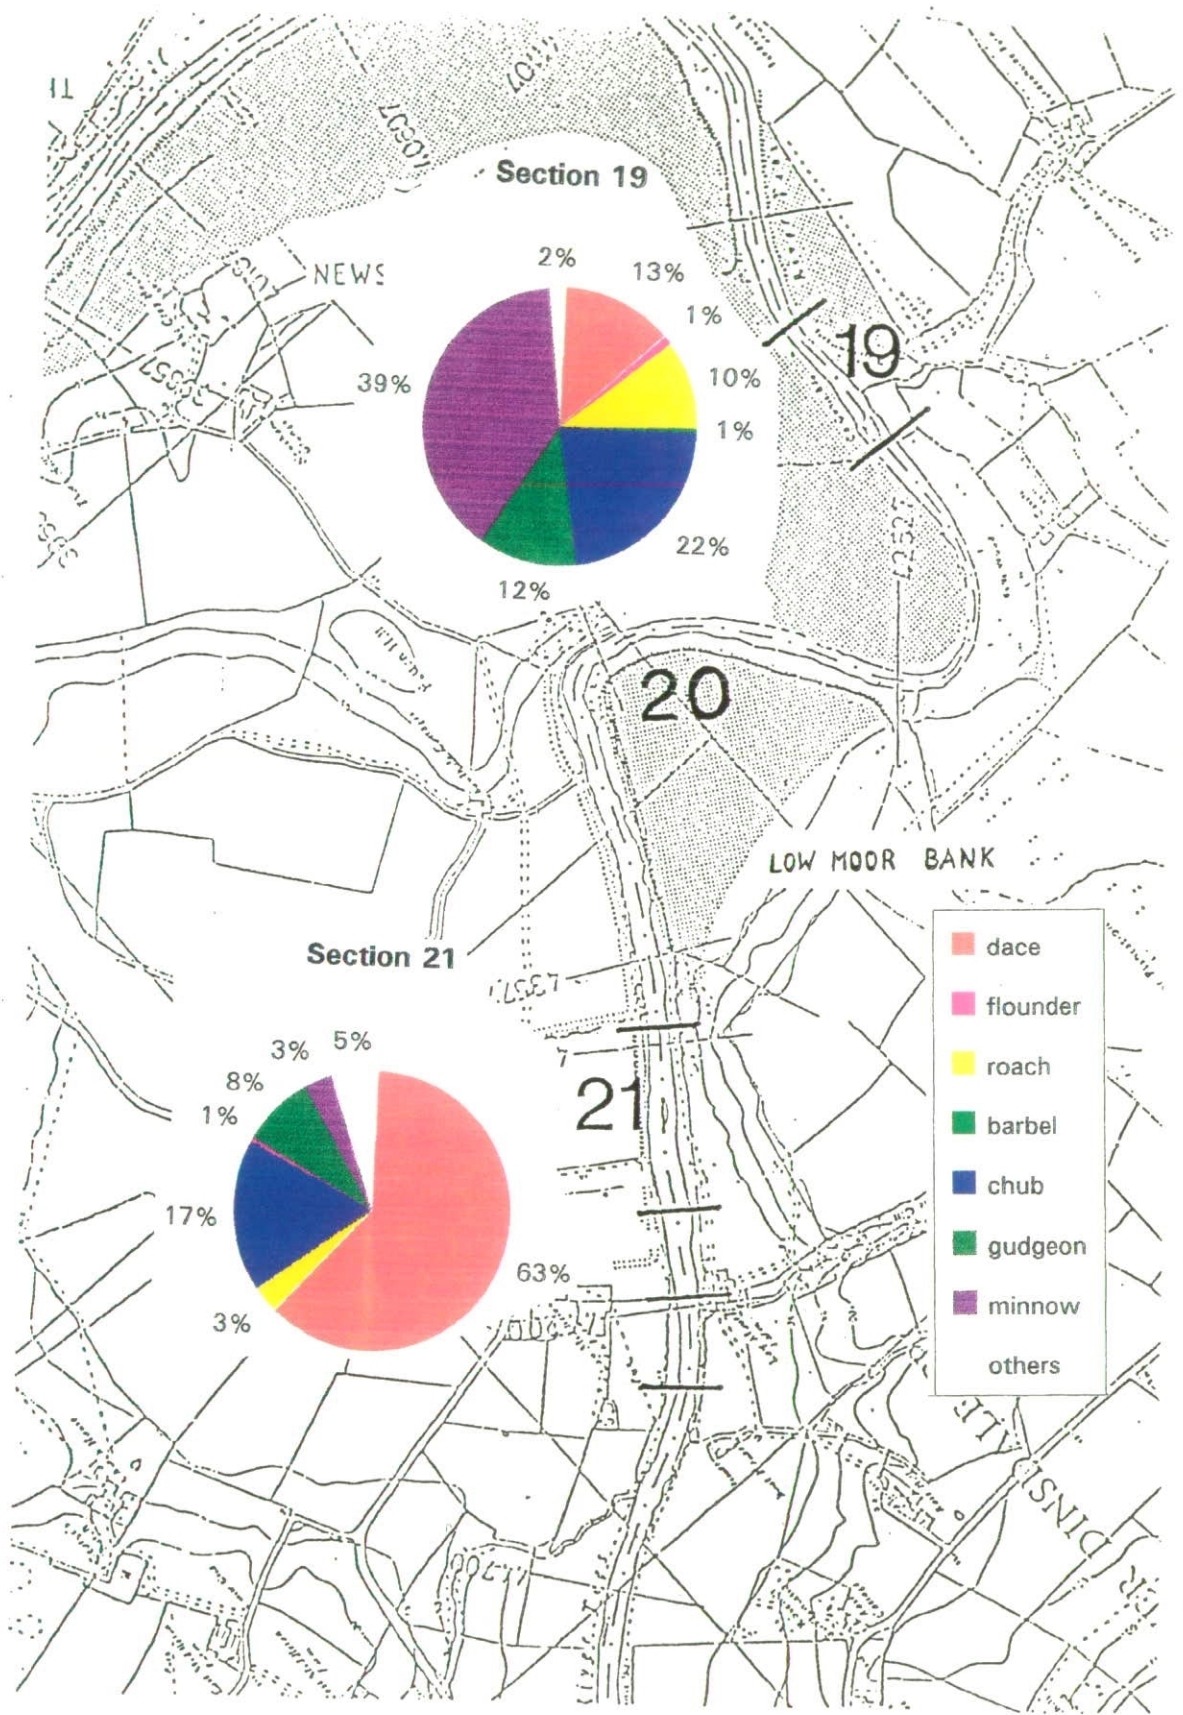 Section 19
NEWS
2%
13%
1%
10%
1%
22%
12%
39%
19
20
LOW MOOR BANK
Section 21
5%
3%
8%
1%
17%
3%
63%
21
dace
flounder
roach
barbel
chub
gudgeon
minnow
others